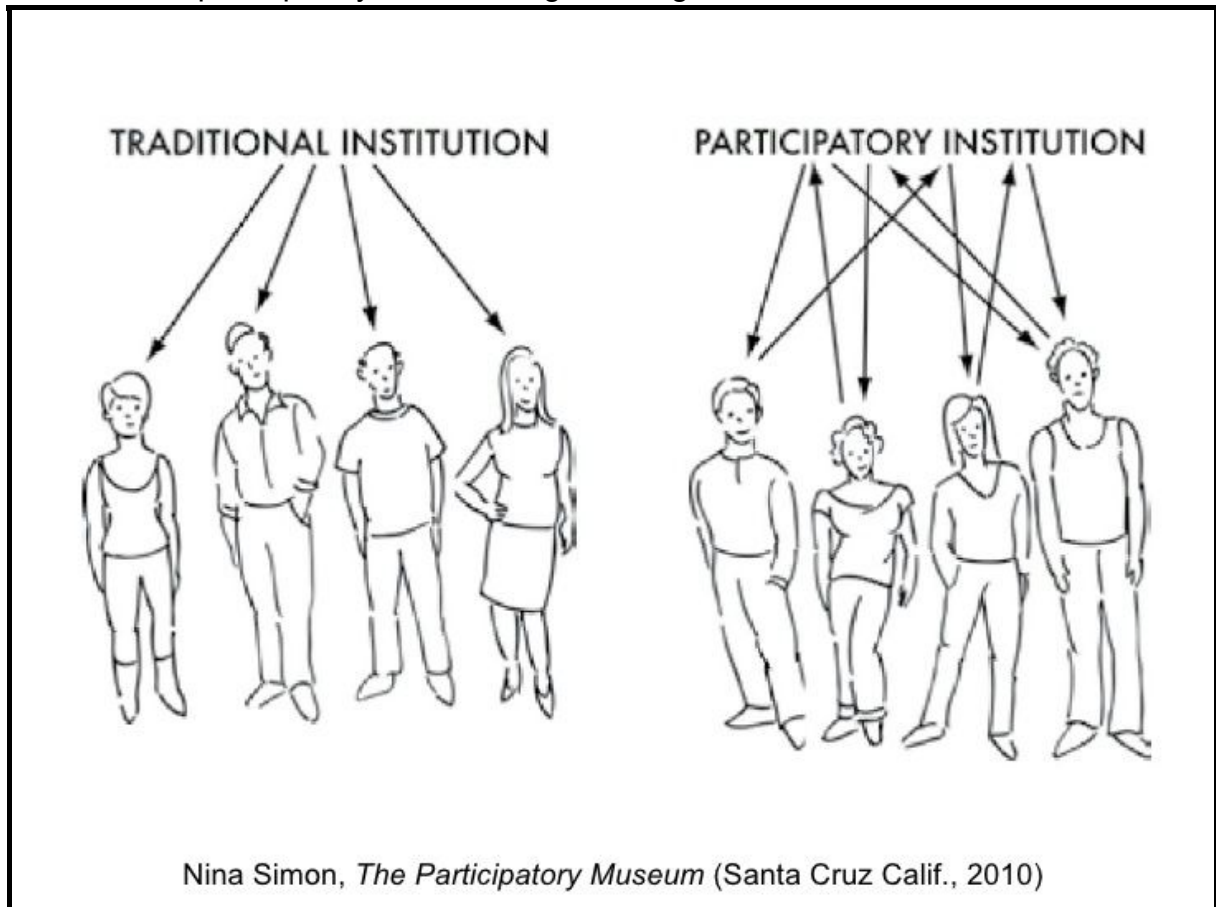 TRADITIONAL INSTITUTION
PARTICIPATORY INSTITUTION
Nina Simon, The Participatory Museum (Santa Cruz Calif., 2010)